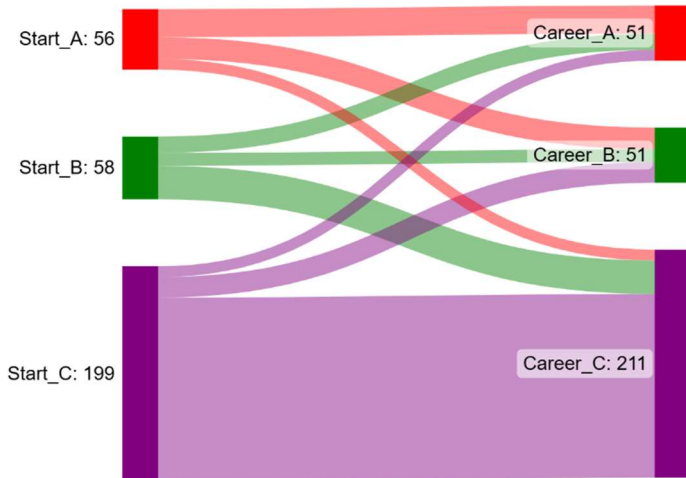 Start_A: 56
Career_A: 51
Start_B: 58
Career_B: 51
Start_C: 199
Career_C: 211